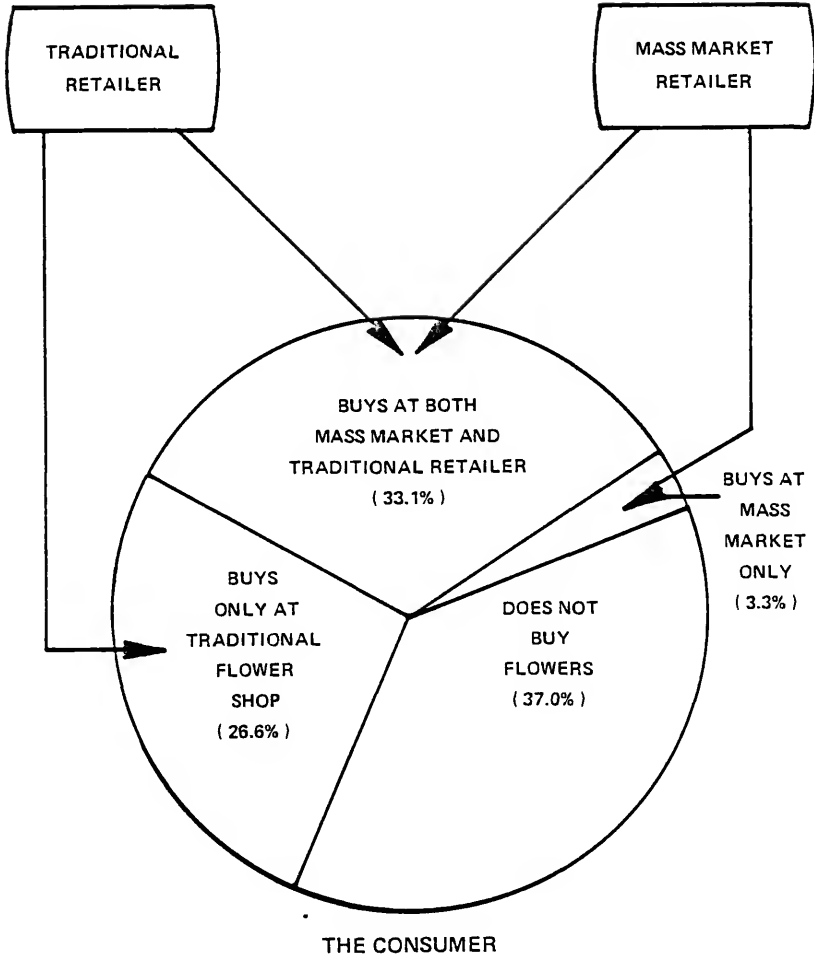 TRADITIONAL
RETAILER
MASS MARKET
RETAILER
BUYS AT BOTH
MASS MARKET AND
TRADITIONAL RETAILER
( 33.1% )
BUYS AT
MASS
MARKET
ONLY
( 3.3% )
BUYS
ONLY AT
TRADITIONAL
FLOWER
SHOP
( 26.6% )
DOES NOT
BUY
FLOWERS
( 37.0% )
THE CONSUMER